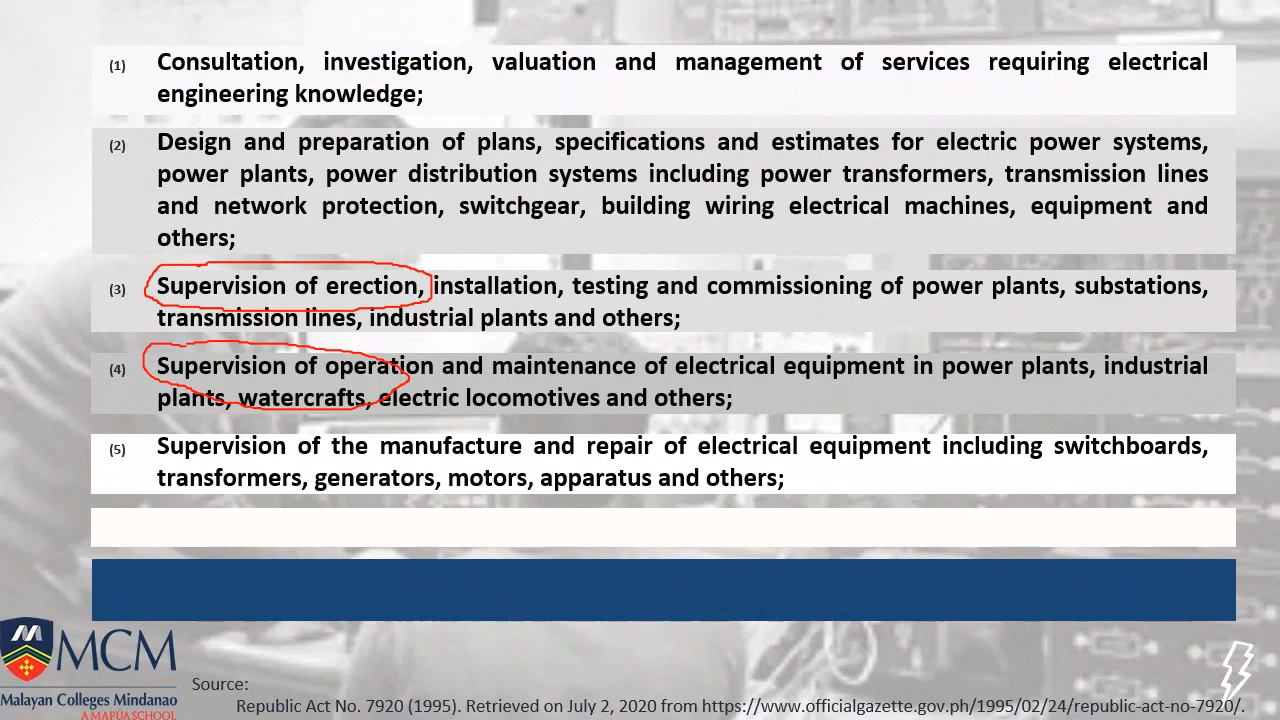 (1) Consultation, investigation, valuation and management of services requiring electrical
engineering knowledge;
(2) Design and preparation of plans, specifications and estimates for electric power systems,
power plants, power distribution systems including power transformers, transmission lines
and network protection, switchgear, building wiring electrical machines, equipment and
others;
(3) Supervision of erection, installation, testing and commissioning of power plants, substations,
transmission lines, industrial plants and others;
(4) Supervision of operation and maintenance of electrical equipment in power plants, industrial
plants, watercrafts, electric locomotives and others;
(5) Supervision of the manufacture and repair of electrical equipment including switchboards,
transformers, generators, motors, apparatus and others;
MCM
Malayan Colleges Mindanao
A MAPÚA SCHOOL
Source:
Republic Act No. 7920 (1995). Retrieved on July 2, 2020 from https://www.officialgazette.gov.ph/1995/02/24/republic-act-no-7920/.